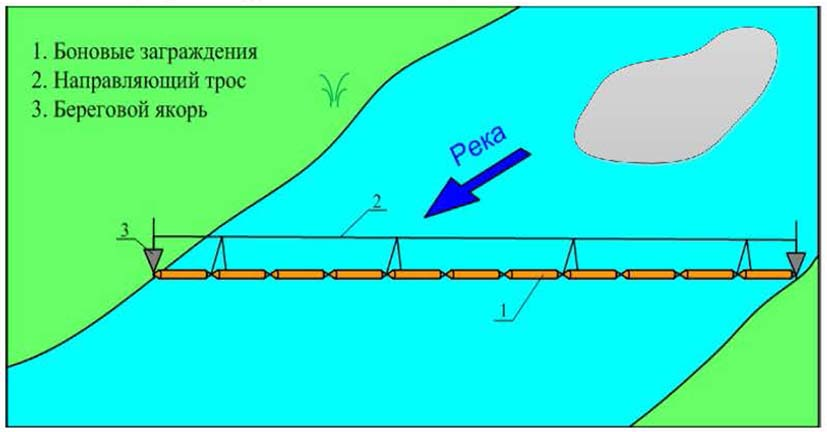 1. Боновые заграждения
2. Направляющий трос
3. Береговой якорь
Река
2
3
1